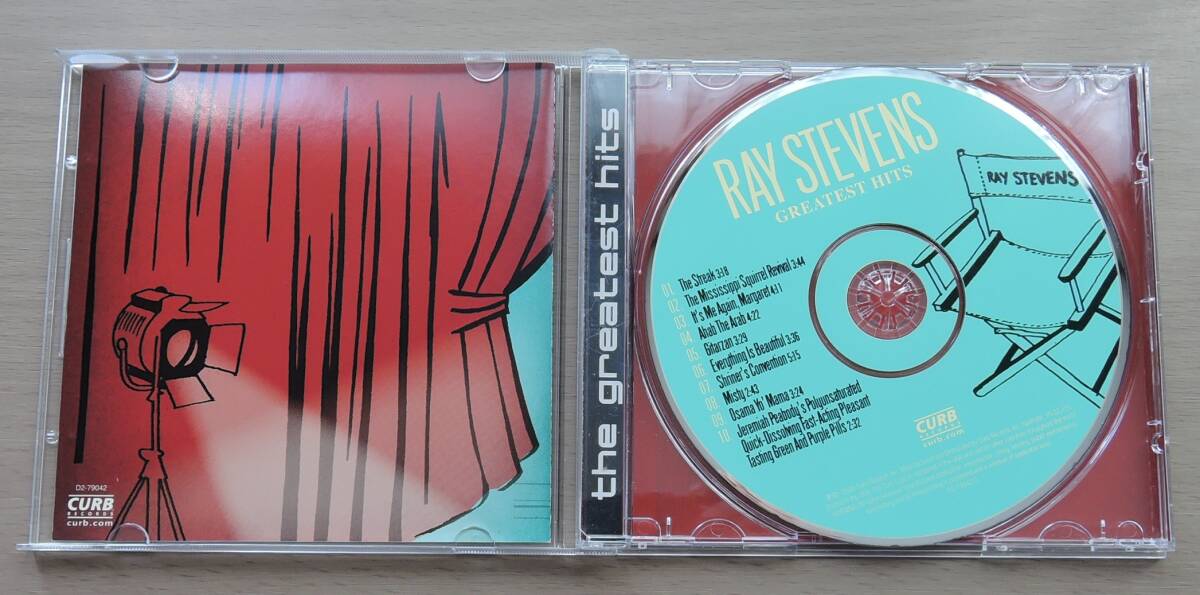 D2-79042
CURB
RECORDS
curb.com
the greatest hits
RAY STEVENS
GREATEST HITS
RAY STEVENS
01 The Streak 3:18
02 The Mississippi Squirrel Revival 3:44
03 It's Me Again, Margaret 4:11
04 Ahab The Arab 4:22
05 Gitarzan 3:29
06 Everything Is Beautiful 3:36
07 Shriner's Convention 5:15
08 Misty 2:43
09 Osama Yo' Mama 3:24
10 Jeremiah Peabody's Polyunsaturated
Quick-Dissolving Fast-Acting Pleasant
Tasting Green And Purple Pills 2:32
CURB
RECORDS
curb.com